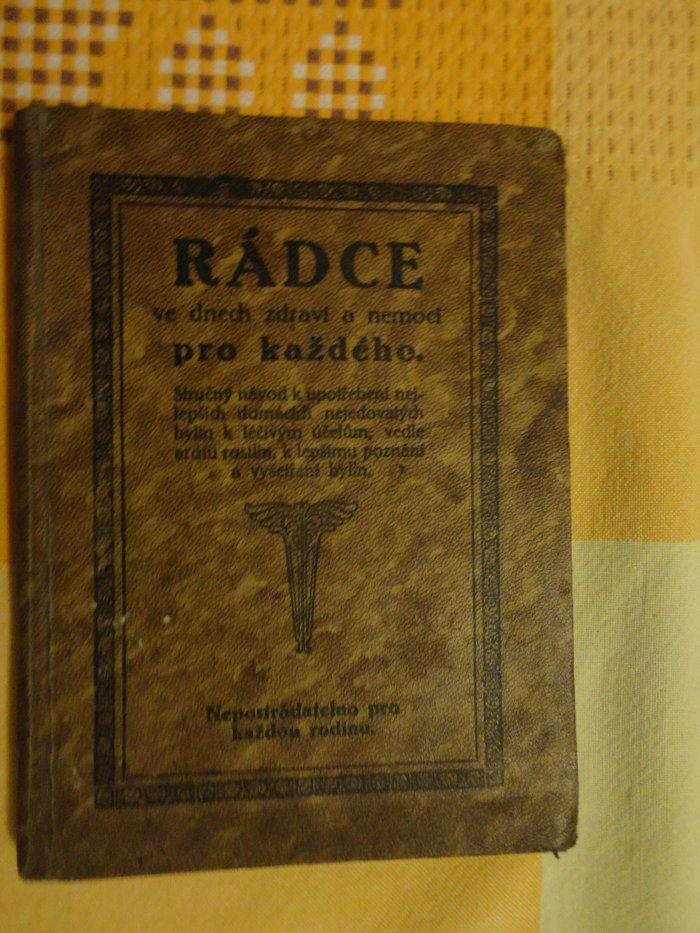 RÁDCE
ve dnech zdraví a nemoci
pro každého.
Stručný návod k upotřebení nej-
lepších domácích nejedovatých
bylin k léčivým účelům, vedle
rostlin, k lepšímu poznání
a vyšetření bylin.
Nepostrádatelno pro
každou rodinu.